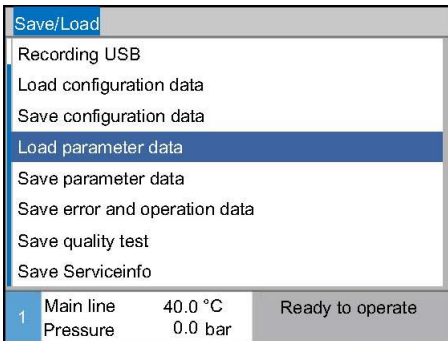 Save/Load
Recording USB
Load configuration data
Save configuration data
Load parameter data
Save parameter data
Save error and operation data
Save quality test
Save Serviceinfo
1 Main line 40.0 °C Ready to operate
Pressure 0.0 bar